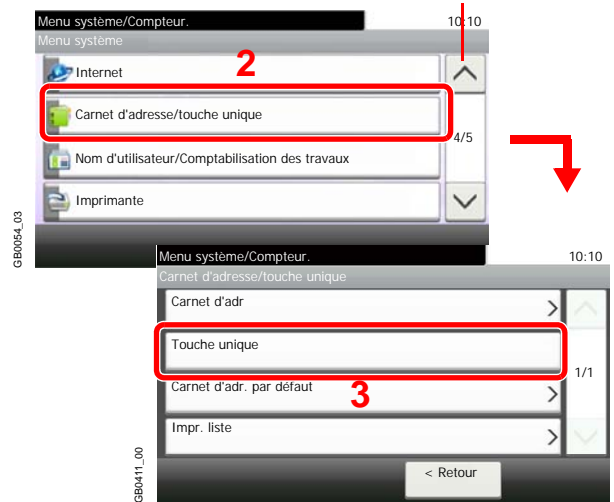 Menu système/Compteur. 10:10
Menu système
2
Internet
Carnet d'adresse/touche unique
4/5
Nom d'utilisateur/Comptabilisation des travaux
Imprimante
GB0054_03
Menu système/Compteur. 10:10
Carnet d'adresse/touche unique
Carnet d'adr
Touche unique
1/1
Carnet d'adr. par défaut
3
Impr. liste
< Retour
GB0411_00